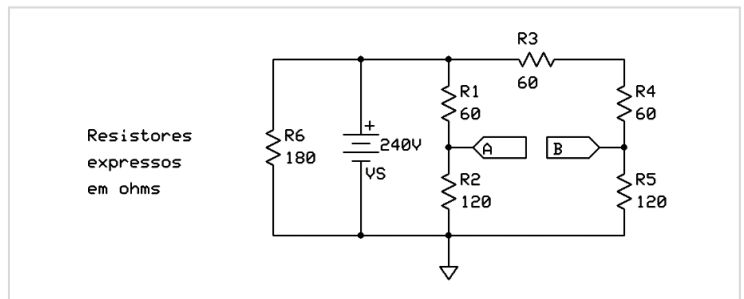 R3
60
R1
60
R4
60
Resistores
expressos
em ohms
R6
180
+
240V
VS
A
B
R2
120
R5
120